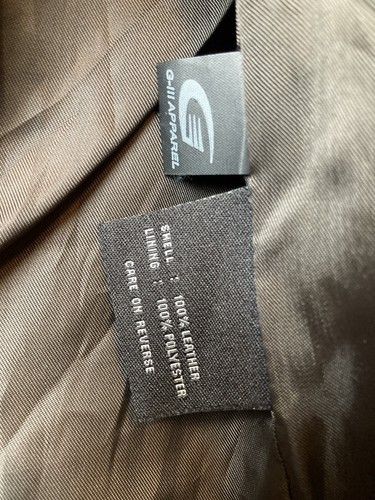 G-III APPAREL
SHELL : 100% LEATHER
LINING : 100% POLYESTER
CARE ON REVERSE